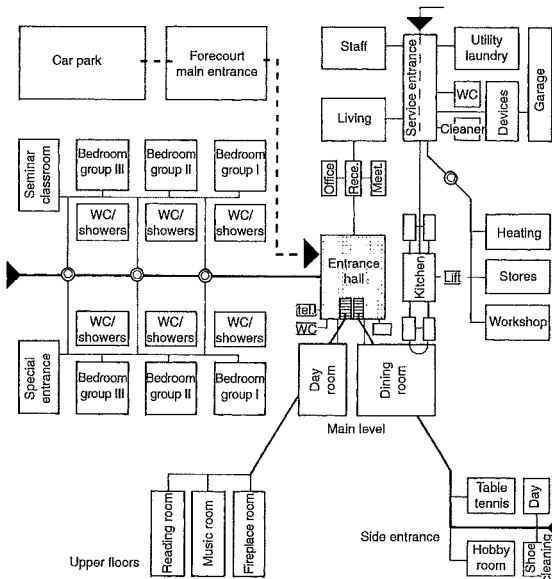 Car park
Forecourt
main entrance
Staff
Service entrance
Utility
laundry
WC
Devices
Garage
Living
Cleaner
Office
Rece.
Meet.
Seminar
classroom
Bedroom
group III
Bedroom
group II
Bedroom
group I
WC/
showers
WC/
showers
WC/
showers
Heating
Entrance
hall
Kitchen
Lift
Stores
tel.
WC
Workshop
WC/
showers
WC/
showers
WC/
showers
Special
entrance
Bedroom
group III
Bedroom
group II
Bedroom
group I
Day
room
Dining
room
Main level
Reading room
Music room
Fireplace room
Upper floors
Table
tennis
Day
Side entrance
Hobby
room
Shoe
cleaning